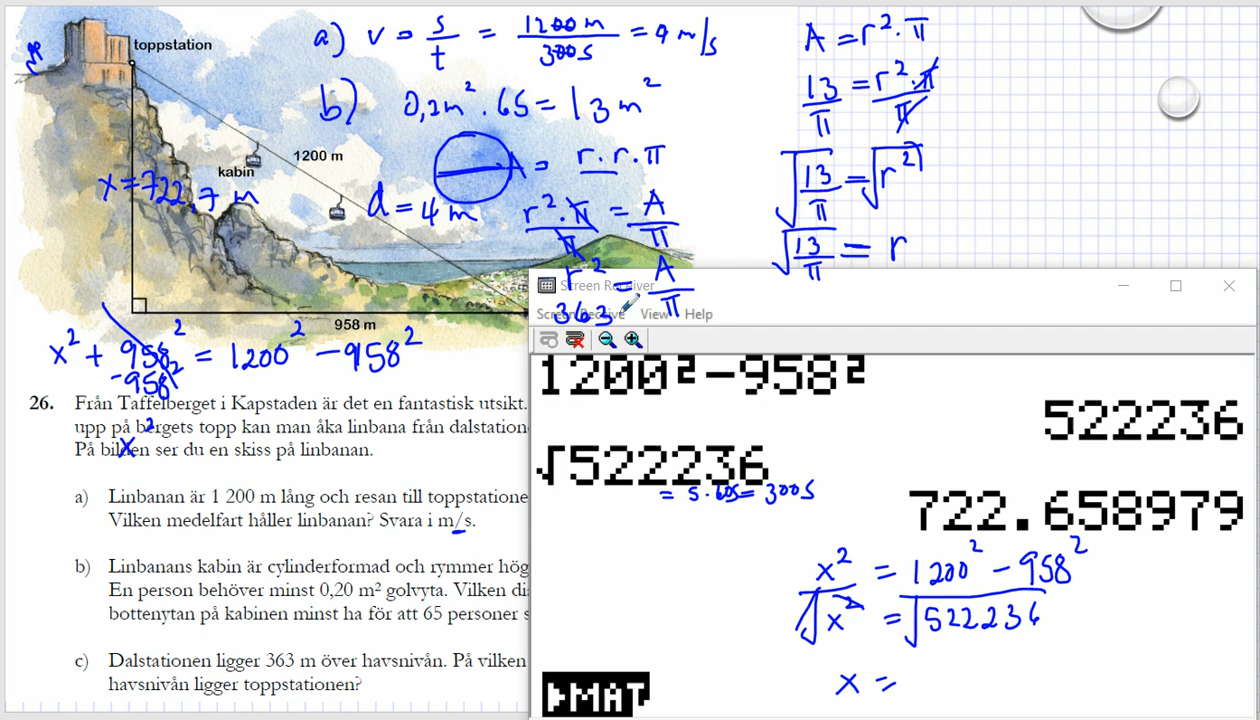 toppstation
kabin
1200 m
958 m
x=722,7 m
a) v = s/t = 1200 m/300 s = 4 m/s
b) 0,2m² · 65 = 13 m²
A = r · r · π
d = 4 m
r² · π/π = A/π
r² = A/π
363
A = r² · π
13/π = r² · π/π
√13/π = √r²
√13/π = r
x² + 958² = 1200² - 958²
-958²
x²
26. Från Taffelberget i Kapstaden är det en fantastisk utsikt.
upp på bergets topp kan man åka linbana från dalstation
På bilden ser du en skiss på linbanan.
a) Linbanan är 1 200 m lång och resan till toppstatione
Vilken medelfart håller linbanan? Svara i m/s.
b) Linbanans kabin är cylinderformad och rymmer hög
En person behöver minst 0,20 m² golvyta. Vilken di
bottenytan på kabinen minst ha för att 65 personer s
c) Dalstationen ligger 363 m över havsnivån. På vilken
havsnivån ligger toppstationen?
Screen Receiver
Screen Receive View Help
1200²-958²
522236
√522236
= 5·60s = 300s
722.658979
x² = 1200² - 958²
√x² = √522236
x =
▶MAT